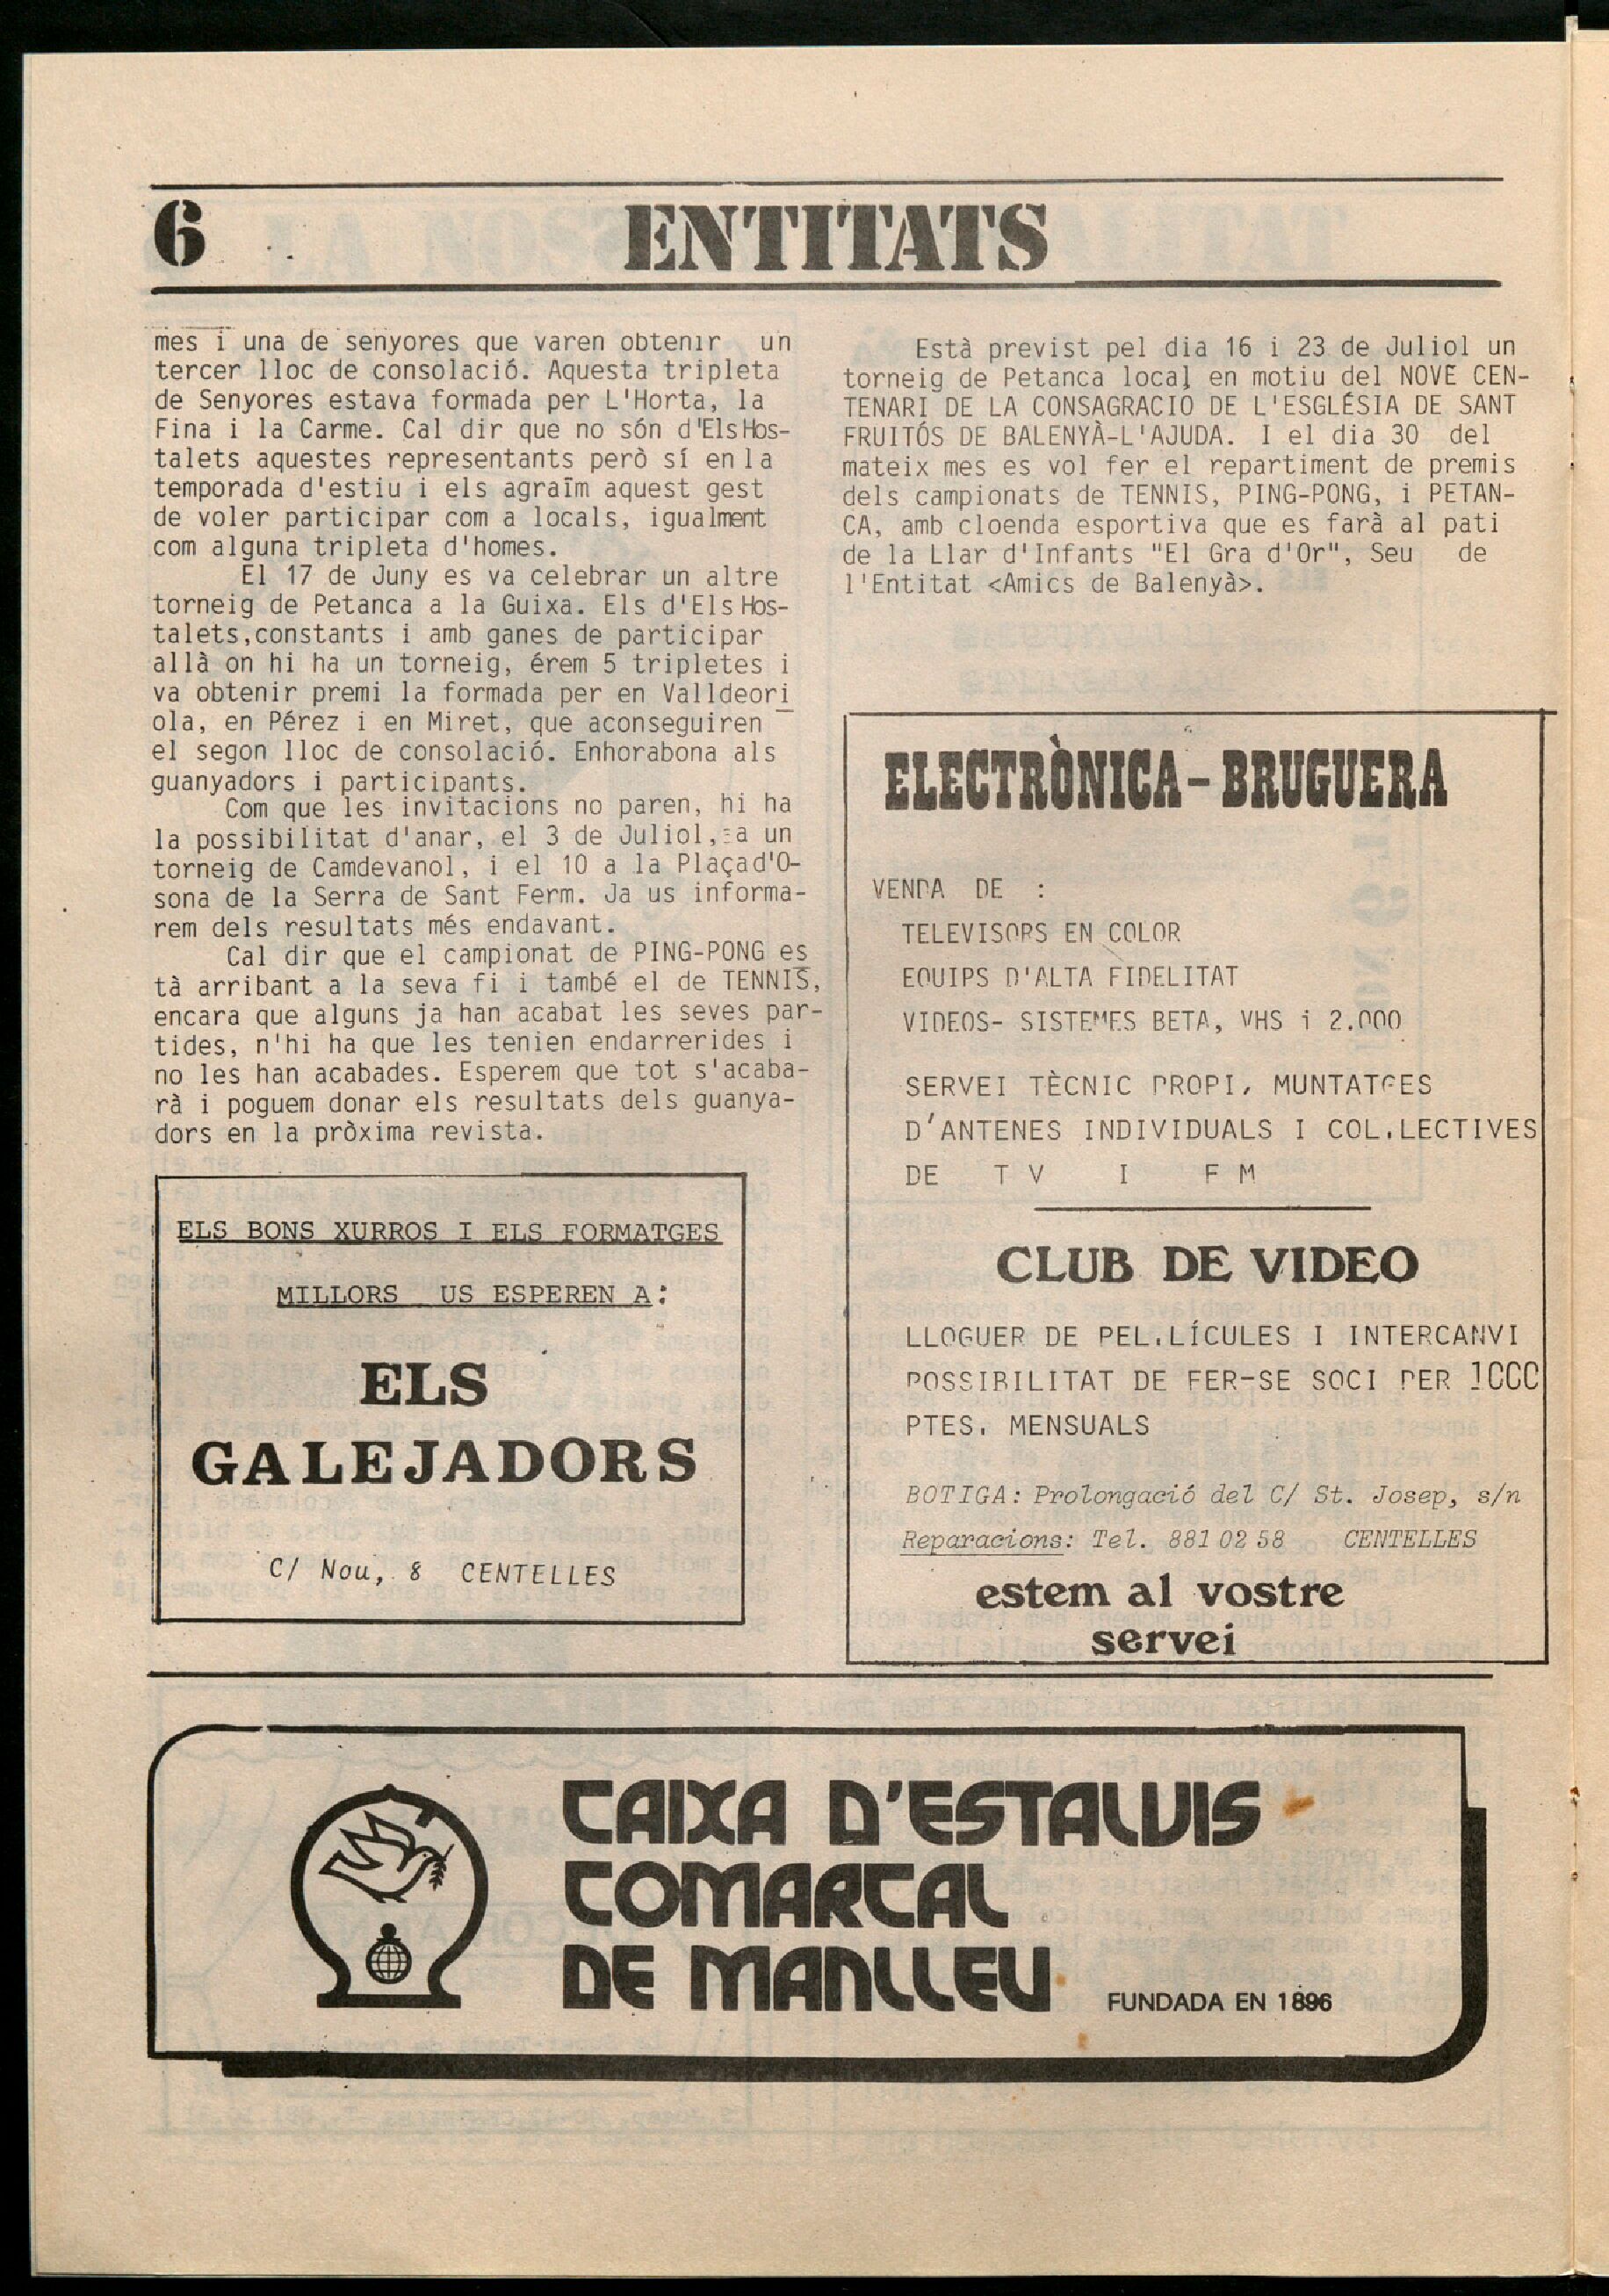 6 ENTITATS
mes i una de senyores que varen obtenir un
tercer lloc de consolació. Aquesta tripleta
de Senyores estava formada per L'Horta, la
Fina i la Carme. Cal dir que no són d'Els Hos-
talets aquestes representants però sí en la
temporada d'estiu i els agraïm aquest gest
de voler participar com a locals, igualment
com alguna tripleta d'homes.
El 17 de Juny es va celebrar un altre
torneig de Petanca a la Guixa. Els d'Els Hos-
talets,constants i amb ganes de participar
allà on hi ha un torneig, érem 5 tripletes i
va obtenir premi la formada per en Valldeori
ola, en Pérez i en Miret, que aconseguiren
el segon lloc de consolació. Enhorabona als
guanyadors i participants.
Com que les invitacions no paren, hi ha
la possibilitat d'anar, el 3 de Juliol, a un
torneig de Camdevanol, i el 10 a la Plaçad'O-
sona de la Serra de Sant Ferm. Ja us informa-
rem dels resultats més endavant.
Cal dir que el campionat de PING-PONG es
tà arribant a la seva fi i també el de TENNIS,
encara que alguns ja han acabat les seves par-
tides, n'hi ha que les tenien endarrerides i
no les han acabades. Esperem que tot s'acaba-
rà i poguem donar els resultats dels guanya-
dors en la pròxima revista.
ELS BONS XURROS I ELS FORMATGES
MILLORS US ESPEREN A:
ELS
GALEJADORS
C/ Nou, 8 CENTELLES
Està previst pel dia 16 i 23 de Juliol un
torneig de Petanca local en motiu del NOVE CEN-
TENARI DE LA CONSAGRACIO DE L'ESGLÉSIA DE SANT
FRUITÓS DE BALENYÀ-L'AJUDA. I el dia 30 del
mateix mes es vol fer el repartiment de premis
dels campionats de TENNIS, PING-PONG, i PETAN-
CA, amb cloenda esportiva que es farà al pati
de la Llar d'Infants "El Gra d'Or", Seu de
l'Entitat <Amics de Balenyà>.
ELECTRÒNICA-BRUGUERA
VENDA DE :
TELEVISORS EN COLOR
EQUIPS D'ALTA FIDELITAT
VIDEOS- SISTEMES BETA, VHS i 2.000
SERVEI TÈCNIC PROPI, MUNTATGES
D'ANTENES INDIVIDUALS I COL.LECTIVES
DE TV I FM
CLUB DE VIDEO
LLOGUER DE PEL.LÍCULES I INTERCANVI
POSSIBILITAT DE FER-SE SOCI PER 1000
PTES. MENSUALS
BOTIGA: Prolongació del C/ St. Josep, s/n
Reparacions: Tel. 881 02 58 CENTELLES
estem al vostre
servei
CAIXA D'ESTALVIS
COMARCAL
DE MANLLEU FUNDADA EN 1896